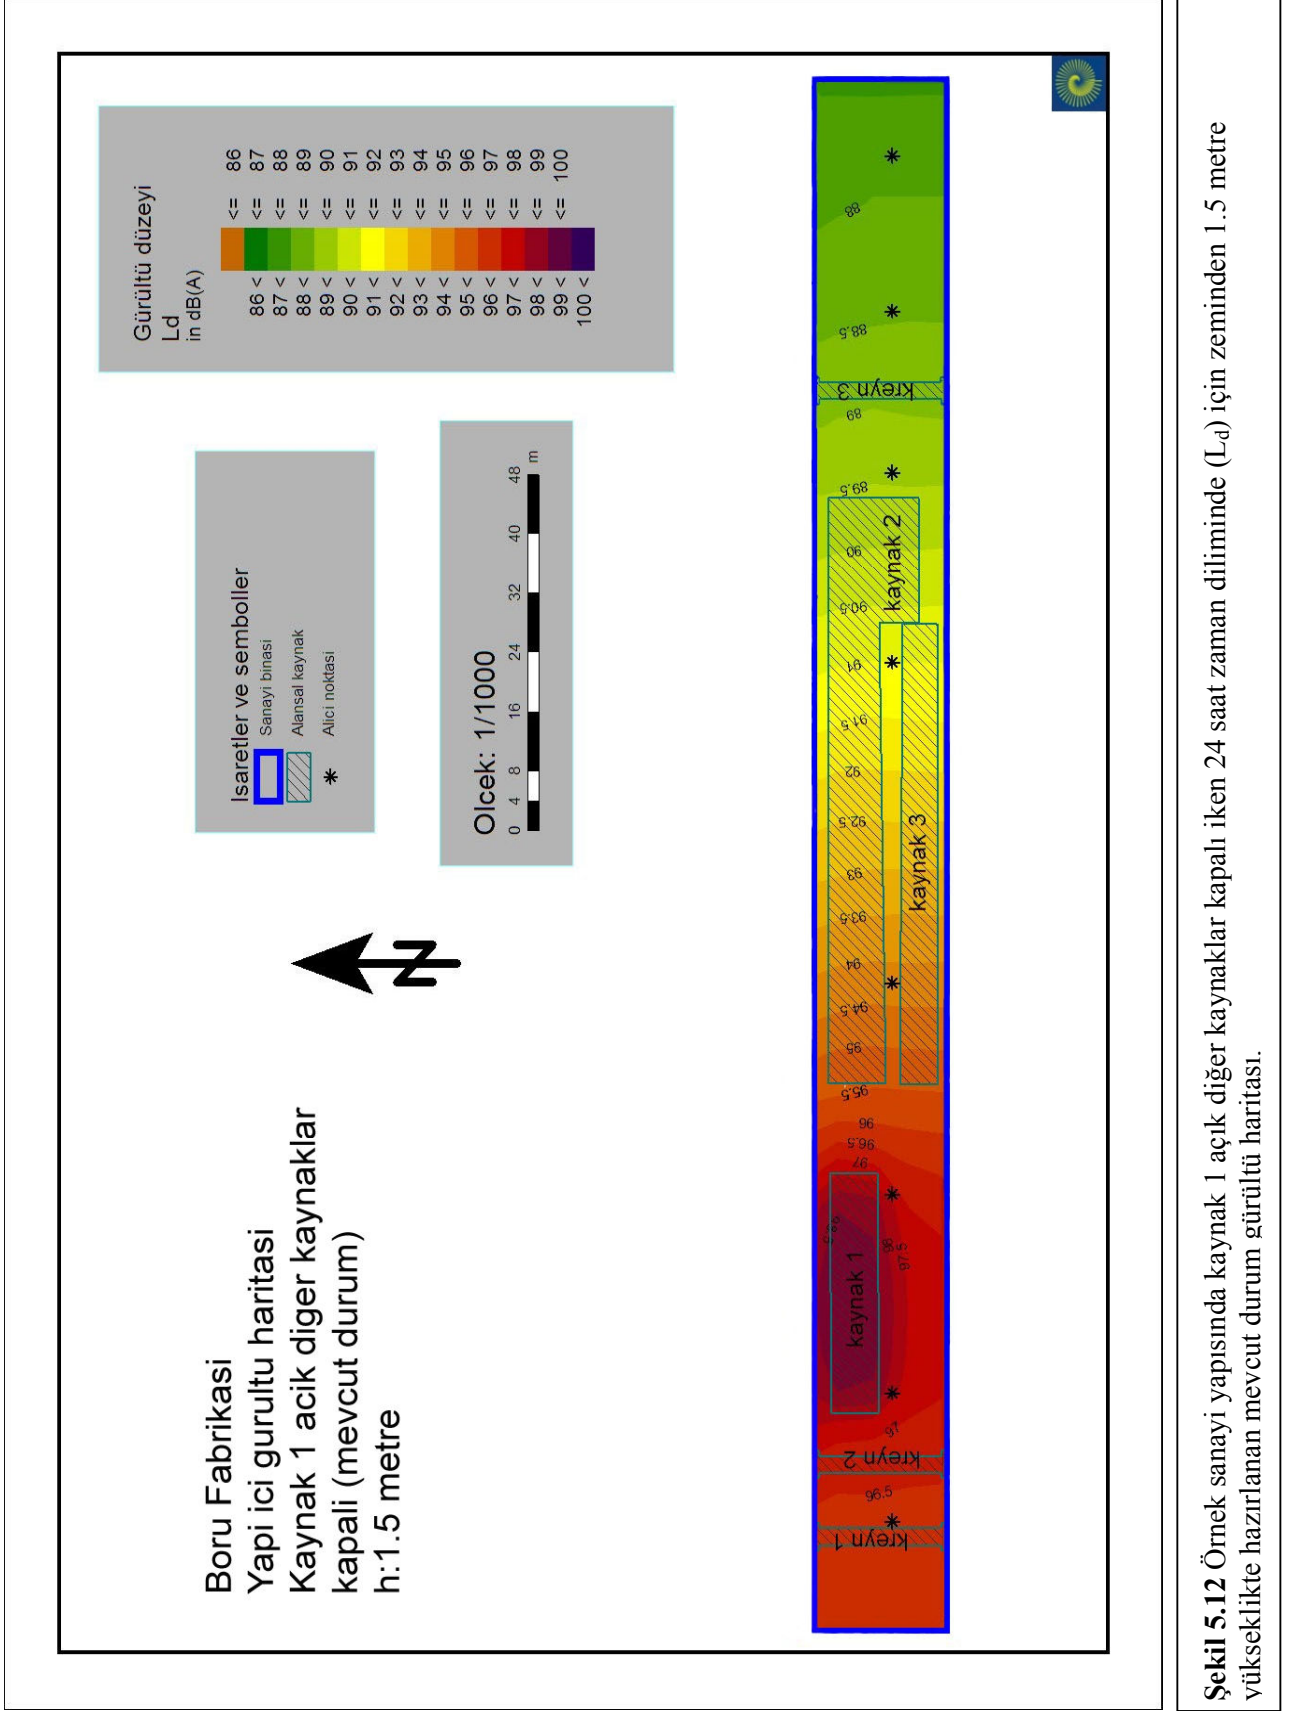 Boru Fabrikasi
Yapi ici gurultu haritasi
Kaynak 1 acik diger kaynaklar
kapali (mevcut durum)
h:1.5 metre
N
Isaretler ve semboller
Sanayi binasi
Alansal kaynak
Alici noktasi
Olcek: 1/1000
0 4 8 16 24 32 40 48 m
Gürültü düzeyi
Ld
in dB(A)
<= 86
86 < <= 87
87 < <= 88
88 < <= 89
89 < <= 90
90 < <= 91
91 < <= 92
92 < <= 93
93 < <= 94
94 < <= 95
95 < <= 96
96 < <= 97
97 < <= 98
98 < <= 99
99 < <= 100
100 <
kreyn 1
96.5
kreyn 2
97
kaynak 1
98.5
98
97.5
97
96.5
96
95.5
95
94.5
94
93.5
93
92.5
92
91.5
91
90.5
90
89.5
kaynak 3
kaynak 2
89
kreyn 3
88.5
88
Şekil 5.12 Örnek sanayi yapısında kaynak 1 açık diğer kaynaklar kapalı iken 24 saat zaman diliminde (Ld) için zeminden 1.5 metre
yükseklikte hazırlanan mevcut durum gürültü haritası.